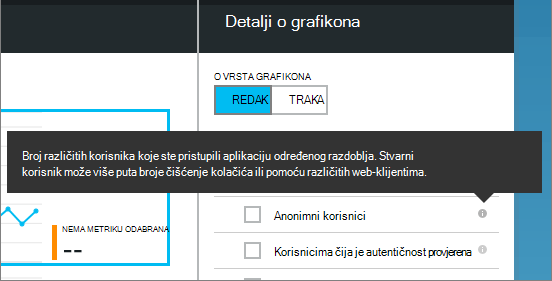 Detalji o grafikona
O VRSTA GRAFIKONA
REDAK
TRAKA
Broj različitih korisnika koje ste pristupili aplikaciju određenog razdoblja. Stvarni
korisnik može više puta broje čišćenje kolačića ili pomoću različitih web-klijentima.
Anonimni korisnici
NEMA METRIKU ODABRANA
--
Korisnicima čija je autentičnost provjerena